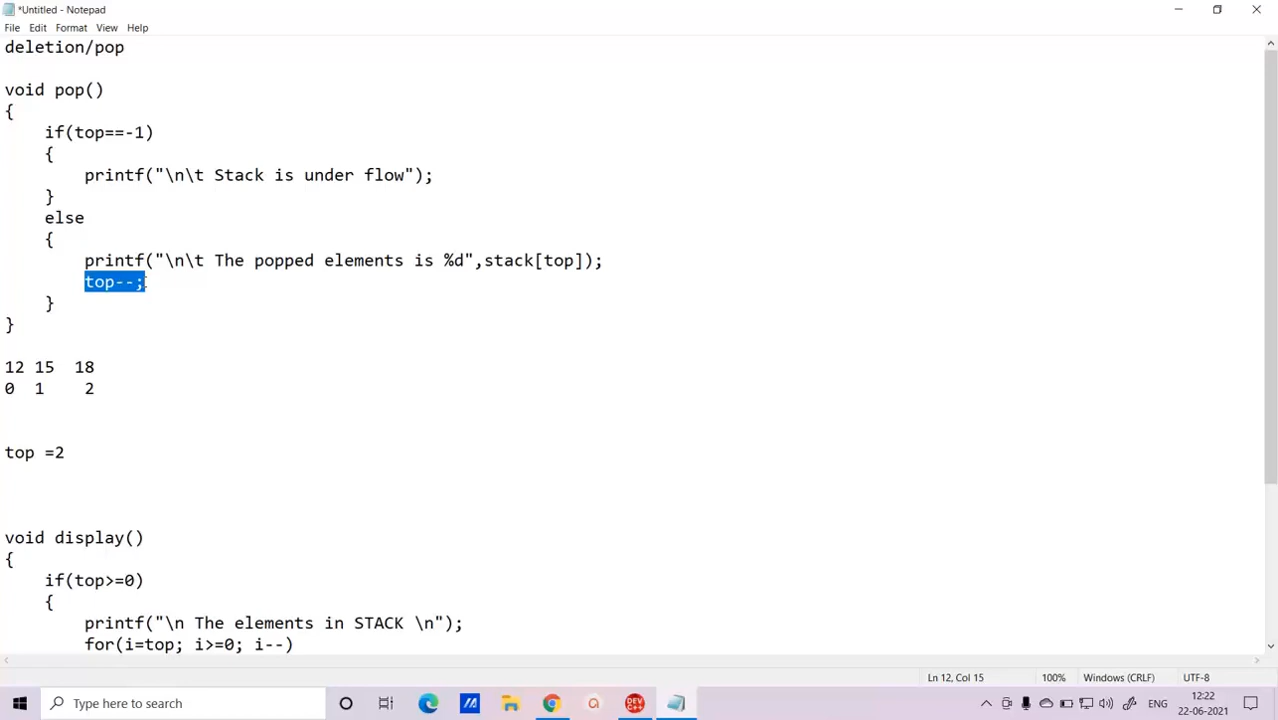 *Untitled - Notepad
File Edit Format View Help
deletion/pop
void pop()
{
if(top==-1)
{
printf("\n\t Stack is under flow");
}
else
{
printf("\n\t The popped elements is %d",stack[top]);
top--;
}
}
12 15 18
0 1 2
top =2
void display()
{
if(top>=0)
{
printf("\n The elements in STACK \n");
for(i=top; i>=0; i--)
Ln 12, Col 15 100% Windows (CRLF) UTF-8
Type here to search DEV C++ ENG 12:22
22-06-2021